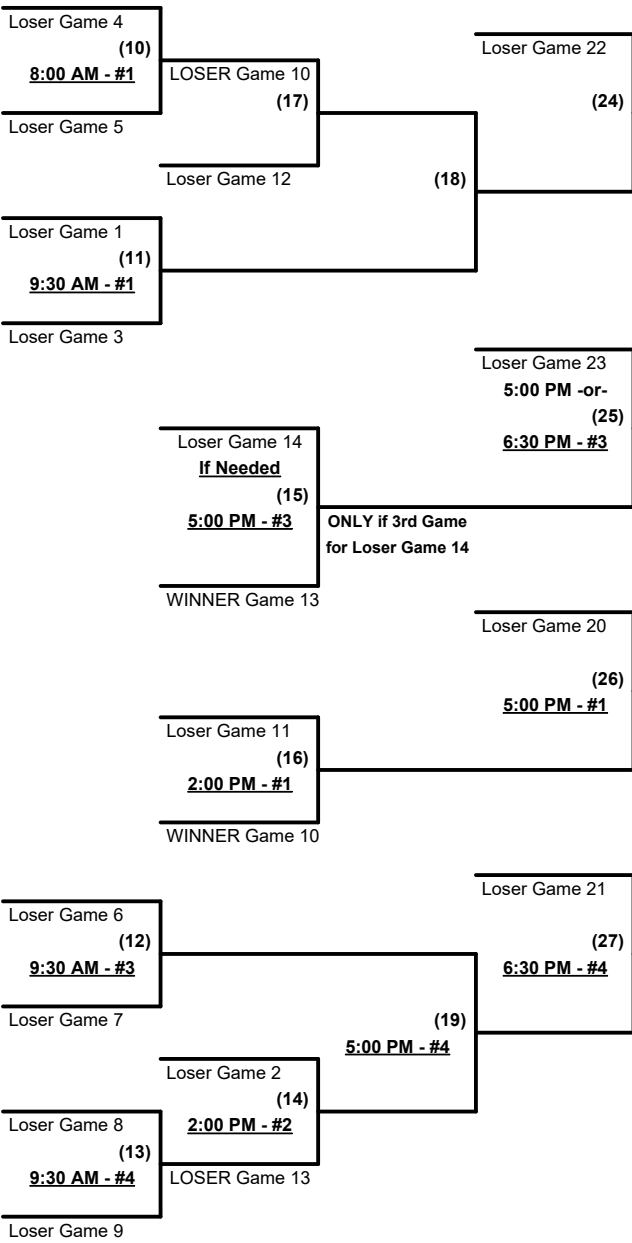 Loser Game 4
(10)
8:00 AM - #1
Loser Game 5
LOSER Game 10
(17)
Loser Game 12
Loser Game 22
(24)
(18)
Loser Game 1
(11)
9:30 AM - #1
Loser Game 3
Loser Game 23
5:00 PM -or-
(25)
6:30 PM - #3
Loser Game 14
If Needed
(15)
5:00 PM - #3
WINNER Game 13
ONLY if 3rd Game
for Loser Game 14
Loser Game 20
(26)
5:00 PM - #1
Loser Game 11
(16)
2:00 PM - #1
WINNER Game 10
Loser Game 21
(27)
6:30 PM - #4
Loser Game 6
(12)
9:30 AM - #3
Loser Game 7
(19)
5:00 PM - #4
Loser Game 2
(14)
2:00 PM - #2
LOSER Game 13
Loser Game 8
(13)
9:30 AM - #4
Loser Game 9